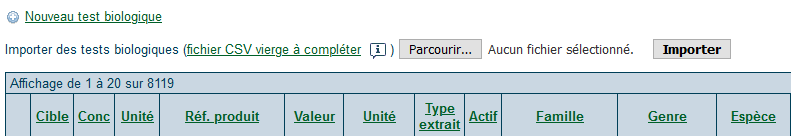 Nouveau test biologique
Importer des tests biologiques (fichier CSV vierge à compléter i ) Parcourir... Aucun fichier sélectionné. Importer
Affichage de 1 à 20 sur 8119
Cible Conc Unité Réf. produit Valeur Unité Type extrait Actif Famille Genre Espèce